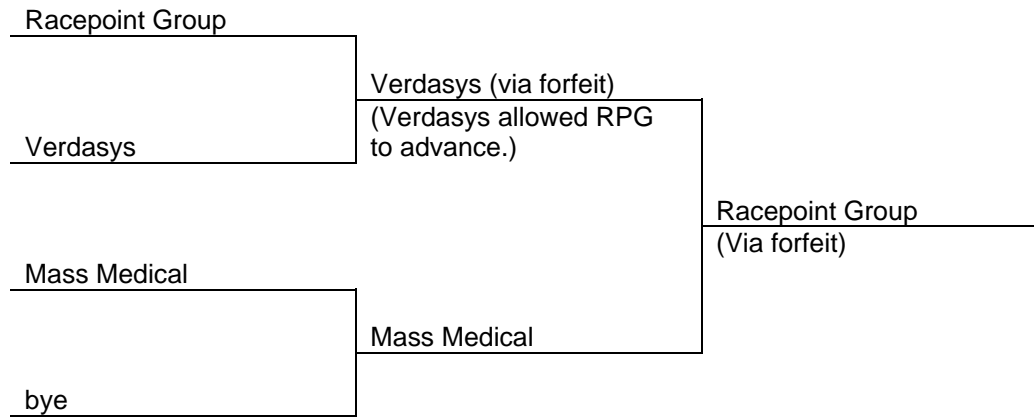 Racepoint Group
Verdasys (via forfeit)
(Verdasys allowed RPG
to advance.)
Verdasys
Racepoint Group
(Via forfeit)
Mass Medical
Mass Medical
bye